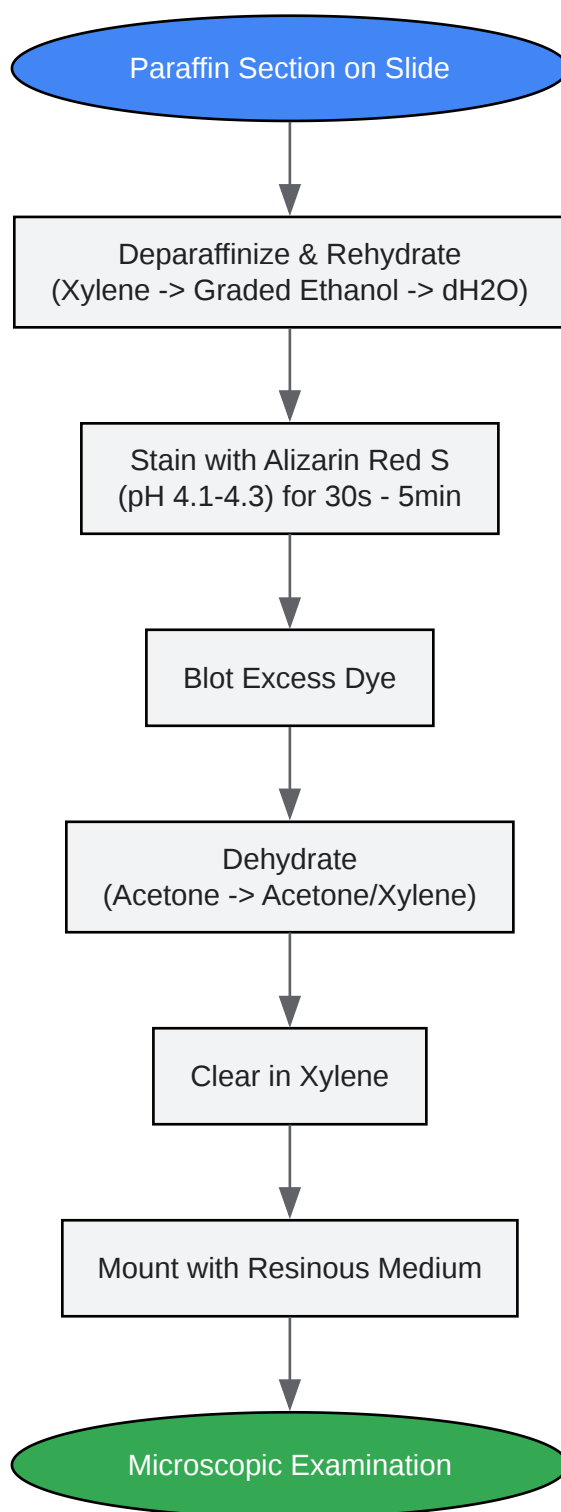 Paraffin Section on Slide
Deparaffinize & Rehydrate
(Xylene -> Graded Ethanol -> dH2O)
Stain with Alizarin Red S
(pH 4.1-4.3) for 30s - 5min
Blot Excess Dye
Dehydrate
(Acetone -> Acetone/Xylene)
Clear in Xylene
Mount with Resinous Medium
Microscopic Examination